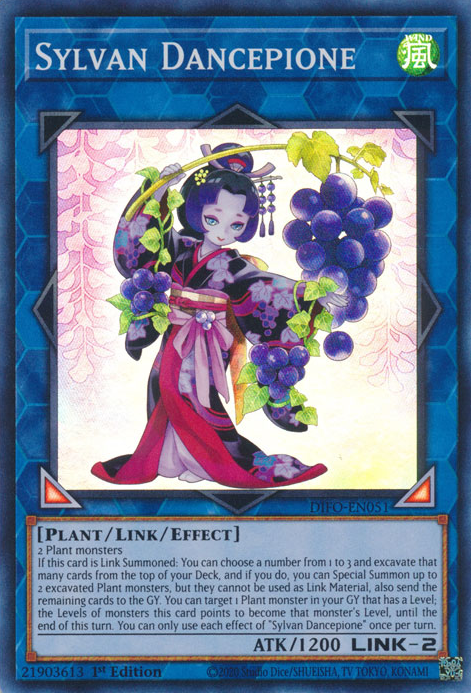 SYLVAN DANCEPIONE
WIND
風
DIFO-EN051
[PLANT/LINK/EFFECT]
2 Plant monsters
If this card is Link Summoned: You can choose a number from 1 to 3 and excavate that
many cards from the top of your Deck, and if you do, you can Special Summon up to
2 excavated Plant monsters, but they cannot be used as Link Material, also send the
remaining cards to the GY. You can target 1 Plant monster in your GY that has a Level;
the Levels of monsters this card points to become that monster's Level, until the
end of this turn. You can only use each effect of "Sylvan Dancepione" once per turn.
ATK/1200 LINK-2
21903613 1st Edition ©2020 Studio Dice/SHUEISHA, TV TOKYO, KONAMI